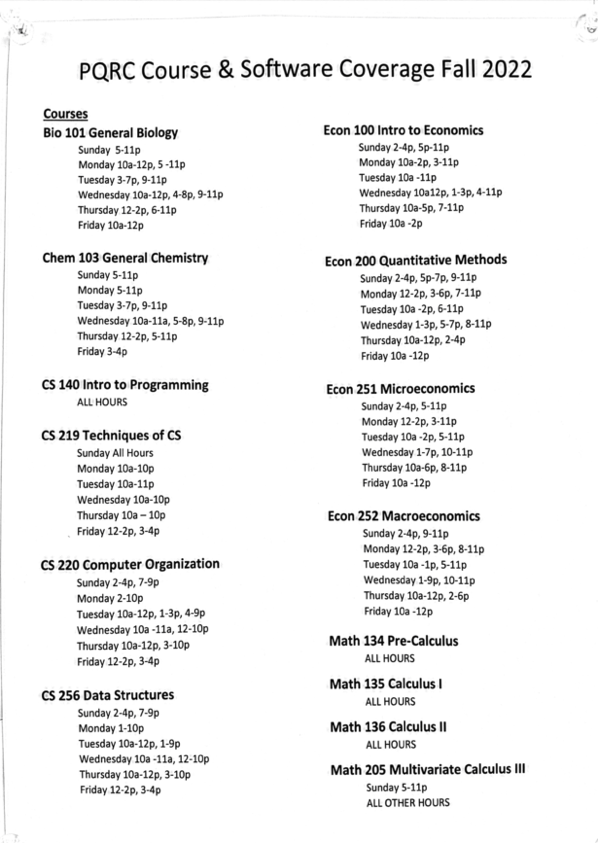 PQRC Course & Software Coverage Fall 2022
Courses
Bio 101 General Biology
Sunday 5-11p
Monday 10a-12p, 5 -11p
Tuesday 3-7p, 9-11p
Wednesday 10a-12p, 4-8p, 9-11p
Thursday 12-2p, 6-11p
Friday 10a-12p
Chem 103 General Chemistry
Sunday 5-11p
Monday 5-11p
Tuesday 3-7p, 9-11p
Wednesday 10a-11a, 5-8p, 9-11p
Thursday 12-2p, 5-11p
Friday 3-4p
CS 140 Intro to Programming
ALL HOURS
CS 219 Techniques of CS
Sunday All Hours
Monday 10a-10p
Tuesday 10a-11p
Wednesday 10a-10p
Thursday 10a – 10p
Friday 12-2p, 3-4p
CS 220 Computer Organization
Sunday 2-4p, 7-9p
Monday 2-10p
Tuesday 10a-12p, 1-3p, 4-9p
Wednesday 10a -11a, 12-10p
Thursday 10a-12p, 3-10p
Friday 12-2p, 3-4p
CS 256 Data Structures
Sunday 2-4p, 7-9p
Monday 1-10p
Tuesday 10a-12p, 1-9p
Wednesday 10a -11a, 12-10p
Thursday 10a-12p, 3-10p
Friday 12-2p, 3-4p
Econ 100 Intro to Economics
Sunday 2-4p, 5p-11p
Monday 10a-2p, 3-11p
Tuesday 10a -11p
Wednesday 10a12p, 1-3p, 4-11p
Thursday 10a-5p, 7-11p
Friday 10a -2p
Econ 200 Quantitative Methods
Sunday 2-4p, 5p-7p, 9-11p
Monday 12-2p, 3-6p, 7-11p
Tuesday 10a -2p, 6-11p
Wednesday 1-3p, 5-7p, 8-11p
Thursday 10a-12p, 2-4p
Friday 10a -12p
Econ 251 Microeconomics
Sunday 2-4p, 5-11p
Monday 12-2p, 3-11p
Tuesday 10a -2p, 5-11p
Wednesday 1-7p, 10-11p
Thursday 10a-6p, 8-11p
Friday 10a -12p
Econ 252 Macroeconomics
Sunday 2-4p, 9-11p
Monday 12-2p, 3-6p, 8-11p
Tuesday 10a -1p, 5-11p
Wednesday 1-9p, 10-11p
Thursday 10a-12p, 2-6p
Friday 10a -12p
Math 134 Pre-Calculus
ALL HOURS
Math 135 Calculus I
ALL HOURS
Math 136 Calculus II
ALL HOURS
Math 205 Multivariate Calculus III
Sunday 5-11p
ALL OTHER HOURS